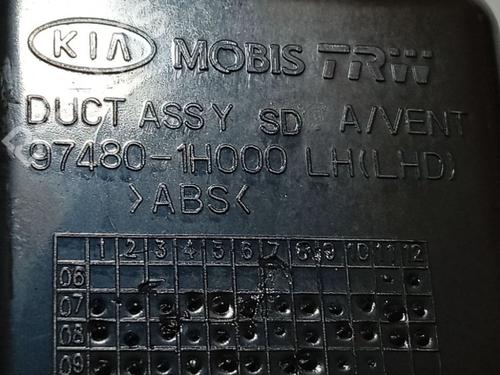 KIA MOBIS TRW
DUCT ASSY SD A/VENT
97480-1H000 LH(LHD)
>ABS<
1 2 3 4 5 6 7 8 9 10 11 12
06
07
08
09